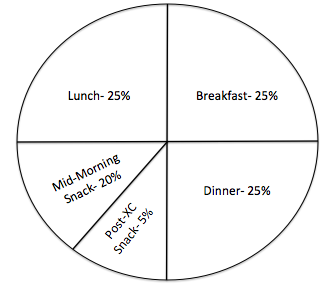 Lunch- 25%
Breakfast- 25%
Mid-Morning
Snack- 20%
Post-XC
Snack- 5%
Dinner- 25%